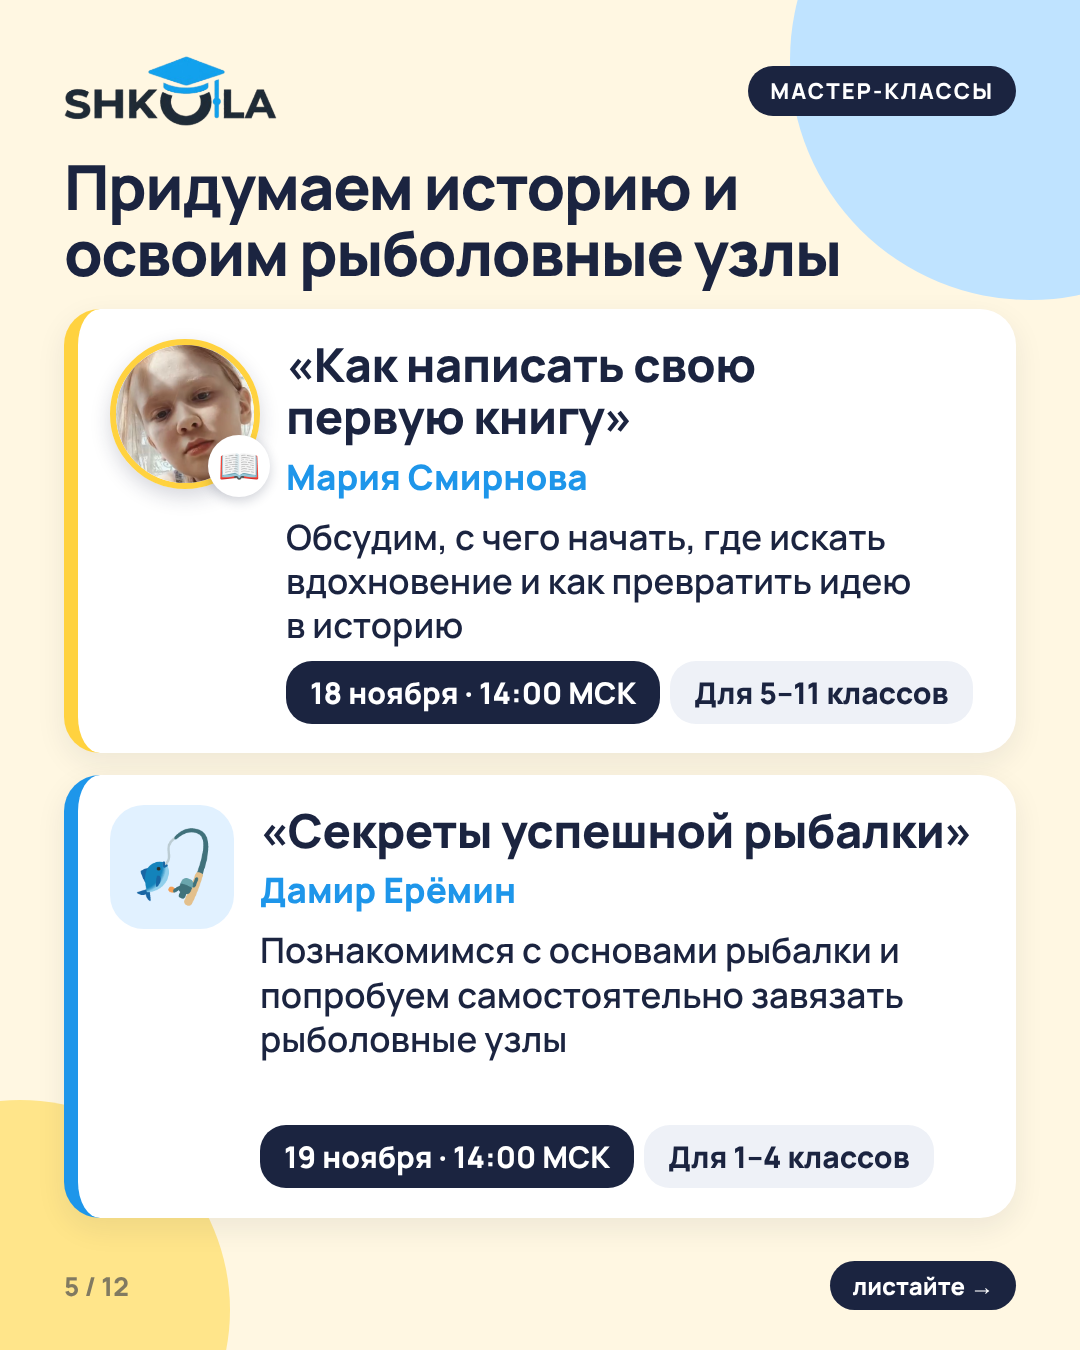 SHKOLA
МАСТЕР-КЛАССЫ
Придумаем историю и
освоим рыболовные узлы
«Как написать свою
первую книгу»
Мария Смирнова
Обсудим, с чего начать, где искать
вдохновение и как превратить идею
в историю
18 ноября · 14:00 МСК
Для 5–11 классов
«Секреты успешной рыбалки»
Дамир Ерёмин
Познакомимся с основами рыбалки и
попробуем самостоятельно завязать
рыболовные узлы
19 ноября · 14:00 МСК
Для 1–4 классов
5 / 12
листайте →